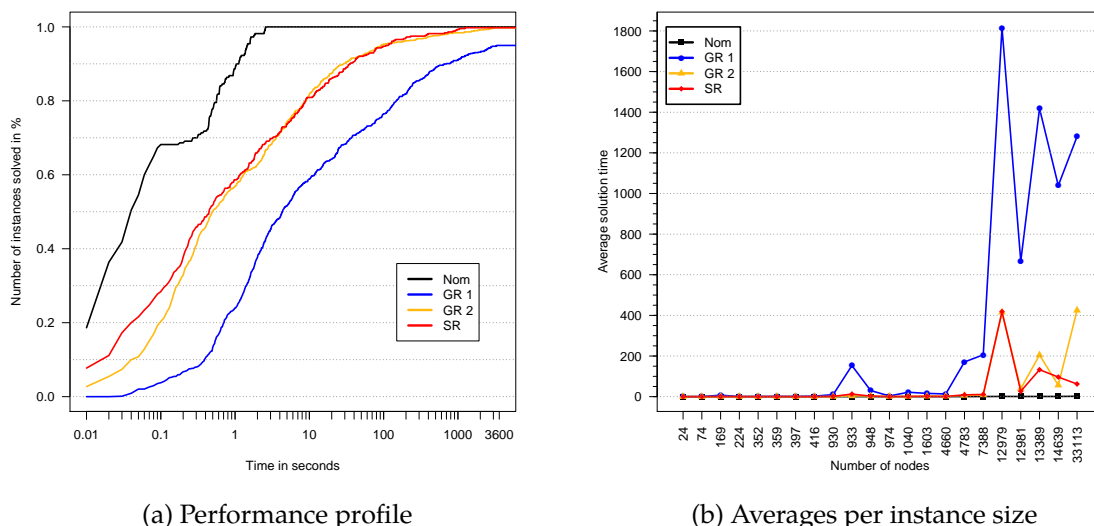 Number of instances solved in %
1.0
0.8
0.6
0.4
0.2
0.0
Nom
GR 1
GR 2
SR
0.01 0.1 1 10 100 1000 3600
Time in seconds
(a) Performance profile
Average solution time
1800
1600
1400
1200
1000
800
600
400
200
0
Nom
GR 1
GR 2
SR
24 74 169 224 352 359 397 416 930 933 948 974 1040 1603 4660 4783 7388 12979 12981 13389 14639 33113
Number of nodes
(b) Averages per instance size